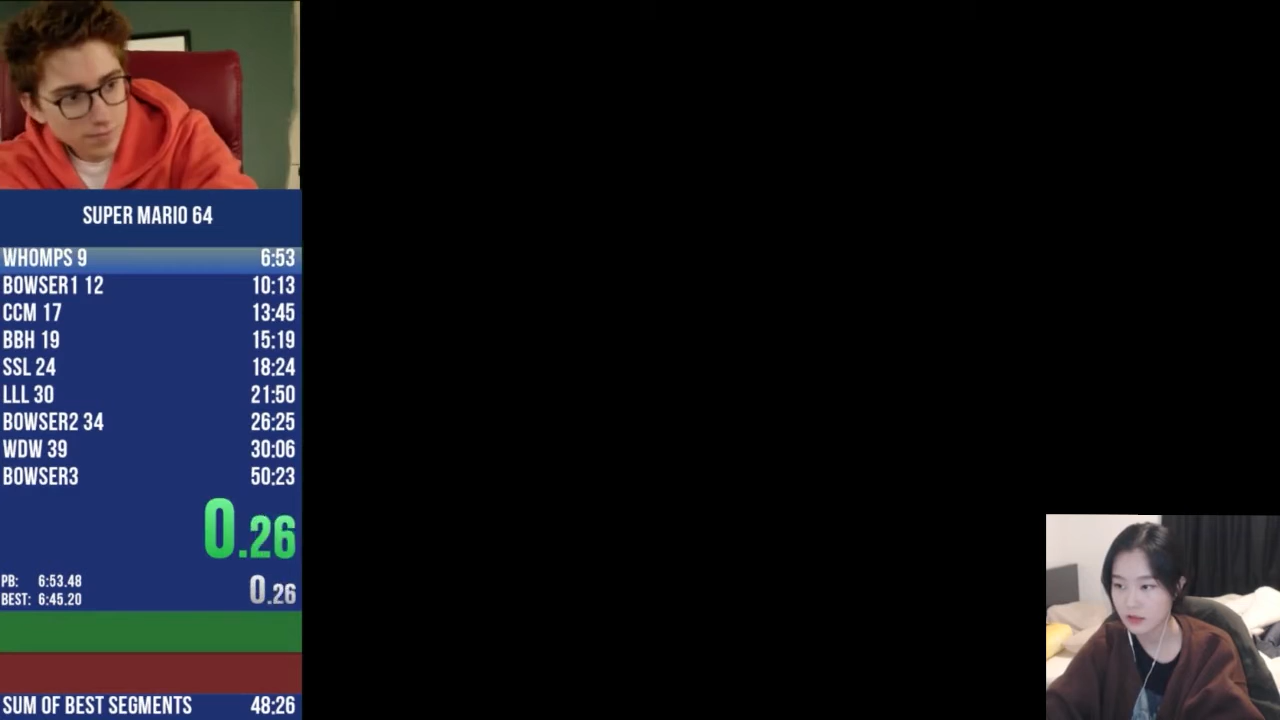 SUPER MARIO 64
WHOMPS 9 6:53
BOWSER1 12 10:13
CCM 17 13:45
BBH 19 15:19
SSL 24 18:24
LLL 30 21:50
BOWSER2 34 26:25
WDW 39 30:06
BOWSER3 50:23
0.26
PB: 6:53.48 0.26
BEST: 6:45.20
SUM OF BEST SEGMENTS 48:26